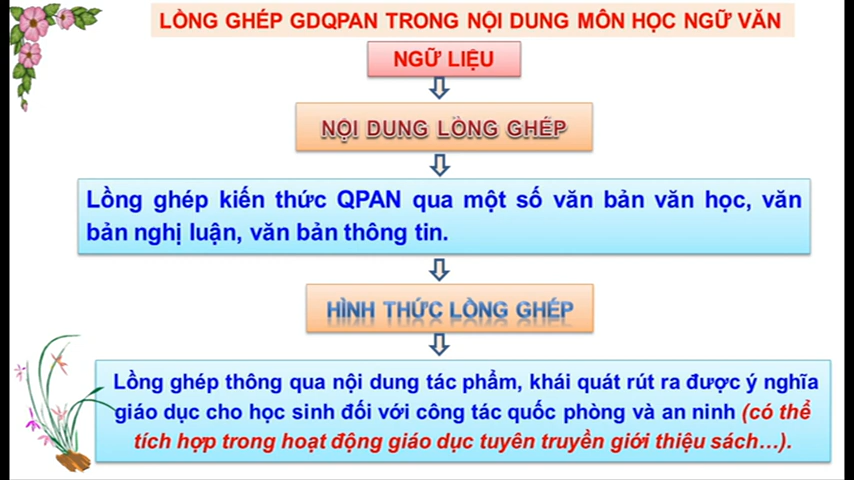 LỒNG GHÉP GDQPAN TRONG NỘI DUNG MÔN HỌC NGỮ VĂN
NGỮ LIỆU
NỘI DUNG LỒNG GHÉP
Lồng ghép kiến thức QPAN qua một số văn bản văn học, văn
bản nghị luận, văn bản thông tin.
HÌNH THỨC LỒNG GHÉP
Lồng ghép thông qua nội dung tác phẩm, khái quát rút ra được ý nghĩa
giáo dục cho học sinh đối với công tác quốc phòng và an ninh (có thể
tích hợp trong hoạt động giáo dục tuyên truyền giới thiệu sách…).